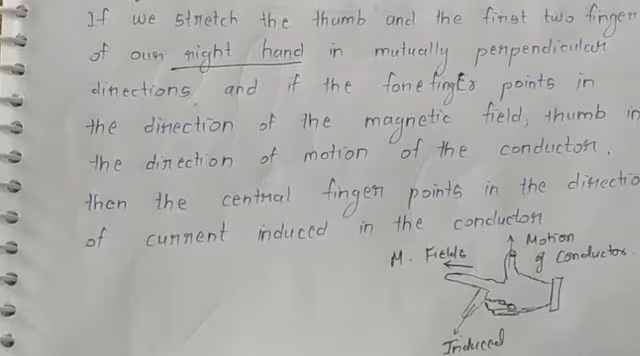 If we stretch the thumb and the first two finger
of our right hand in mutually perpendicular
directions and if the forefinger points in
the direction of the magnetic field, thumb in
the direction of motion of the conductor,
then the central finger points in the directio
of current induced in the conductor
M. Fields
Motion
of Conductor.
Induced